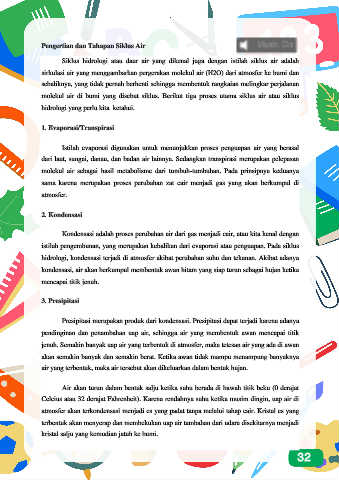 Music On
Pengertian dan Tahapan Siklus Air
Siklus hidrologi atau daur air yang dikenal juga dengan istilah siklus air adalah
sirkulasi air yang menggambarkan pergerakan molekul air (H2O) dari atmosfer ke bumi dan
sebaliknya, yang tidak pernah berhenti sehingga membentuk rangkaian melingkar perjalanan
molekul air di bumi yang disebut siklus. Berikut tiga proses utama siklus air atau siklus
hidrologi yang perlu kita ketahui.
1. Evaporasi/Transpirasi
Istilah evaporasi digunakan untuk menunjukkan proses penguapan air yang berasal
dari laut, sungai, danau, dan badan air lainnya. Sedangkan transpirasi merupakan pelepasan
molekul air sebagai hasil metabolisme dari tumbuh-tumbuhan. Pada prinsipnya keduanya
sama karena merupakan proses perubahan zat cair menjadi gas yang akan berkumpul di
atmosfer.
2. Kondensasi
Kondensasi adalah proses perubahan air dari gas menjadi cair, atau kita kenal dengan
istilah pengembunan, yang merupakan kebalikan dari evaporasi atau penguapan. Pada siklus
hidrologi, kondensasi terjadi di atmosfer akibat perubahan suhu dan tekanan. Akibat adanya
kondensasi, air akan berkumpul membentuk awan hitam yang siap turun sebagai hujan ketika
mencapai titik jenuh.
3. Presipitasi
Presipitasi merupakan produk dari kondensasi. Presipitasi dapat terjadi karena adanya
pendinginan dan penambahan uap air, sehingga air yang membentuk awan mencapai titik
jenuh. Semakin banyak uap air yang terbentuk di atmosfer, maka tetesan air yang ada di awan
akan semakin banyak dan semakin berat. Ketika awan tidak mampu menampung banyaknya
air yang terbentuk, maka air tersebut akan dikeluarkan dalam bentuk hujan.
Air akan turun dalam bentuk salju ketika suhu berada di bawah titik beku (0 derajat
Celcius atau 32 derajat Fahrenheit). Karena rendahnya suhu ketika musim dingin, uap air di
atmosfer akan terkondensasi menjadi es yang padat tanpa melalui tahap cair. Kristal es yang
terbentuk akan menyerap dan membekukan uap air tambahan dari udara disekitarnya menjadi
kristal salju yang kemudian jatuh ke bumi.
32